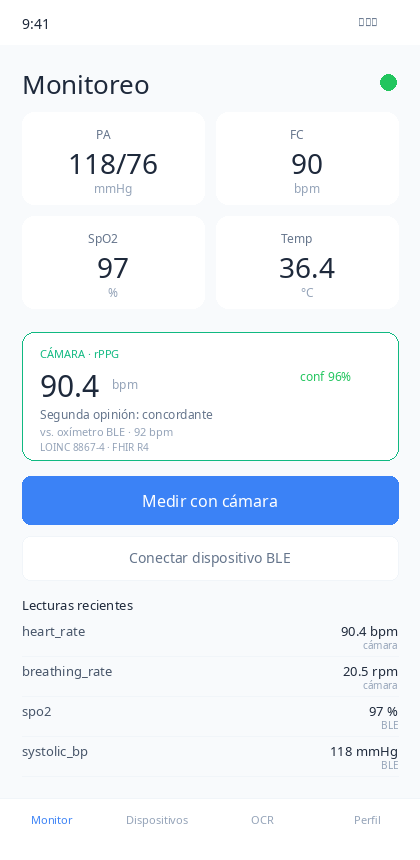 9:41
Monitoreo
PA
118/76
mmHg
FC
90
bpm
SpO2
97
%
Temp
36.4
°C
CÁMARA · rPPG
90.4 bpm
conf 96%
Segunda opinión: concordante
vs. oxímetro BLE · 92 bpm
LOINC 8867-4 · FHIR R4
Medir con cámara
Conectar dispositivo BLE
Lecturas recientes
heart_rate 90.4 bpm
cámara
breathing_rate 20.5 rpm
cámara
spo2 97 %
BLE
systolic_bp 118 mmHg
BLE
Monitor Dispositivos OCR Perfil